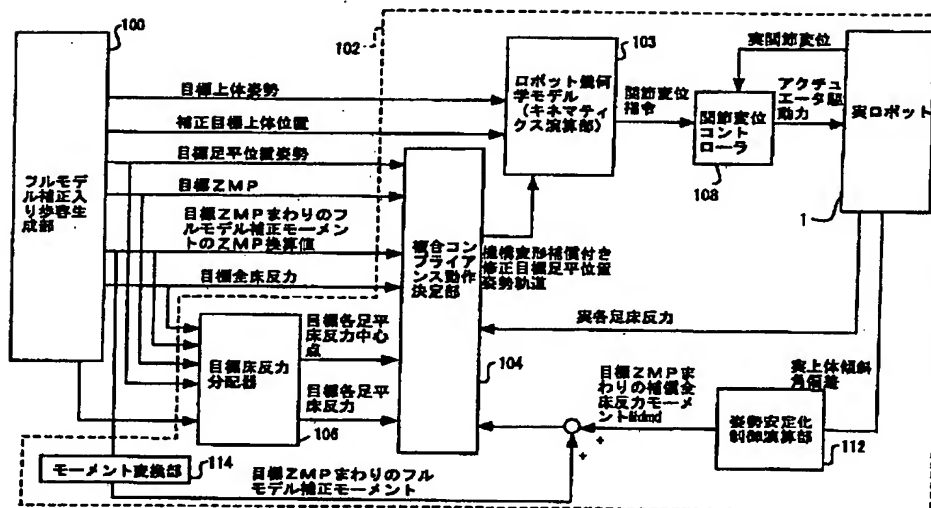 100
フルモデ
ル補正入
り歩容生
成部
102
目標上体姿勢
補正目標上体位置
目標足平位置姿勢
目標ZMP
目標ZMPまわりのフ
ルモデル補正モーメン
トのZMP換算値
目標全床反力
103
ロボット幾何
学モデル
(キネマティ
クス演算部)
関節変位
指令
実関節変位
関節変位
コント
ローラ
108
アクチュ
エータ駆
動力
実ロボット
1
複合コン
プライア
ンス動作
決定部
104
機構変形補償付き
修正目標足平位置
姿勢軌道
実各足床反力
目標床反力
分配器
106
目標各足平
床反力中心
点
目標各足平
床反力
目標ZMPま
わりの補償全
床反力モーメ
ントMdmd
+
+
実上体傾斜
角偏差
姿勢安定化
制御演算部
112
モーメント変換部
114
目標ZMPまわりのフル
モデル補正モーメント